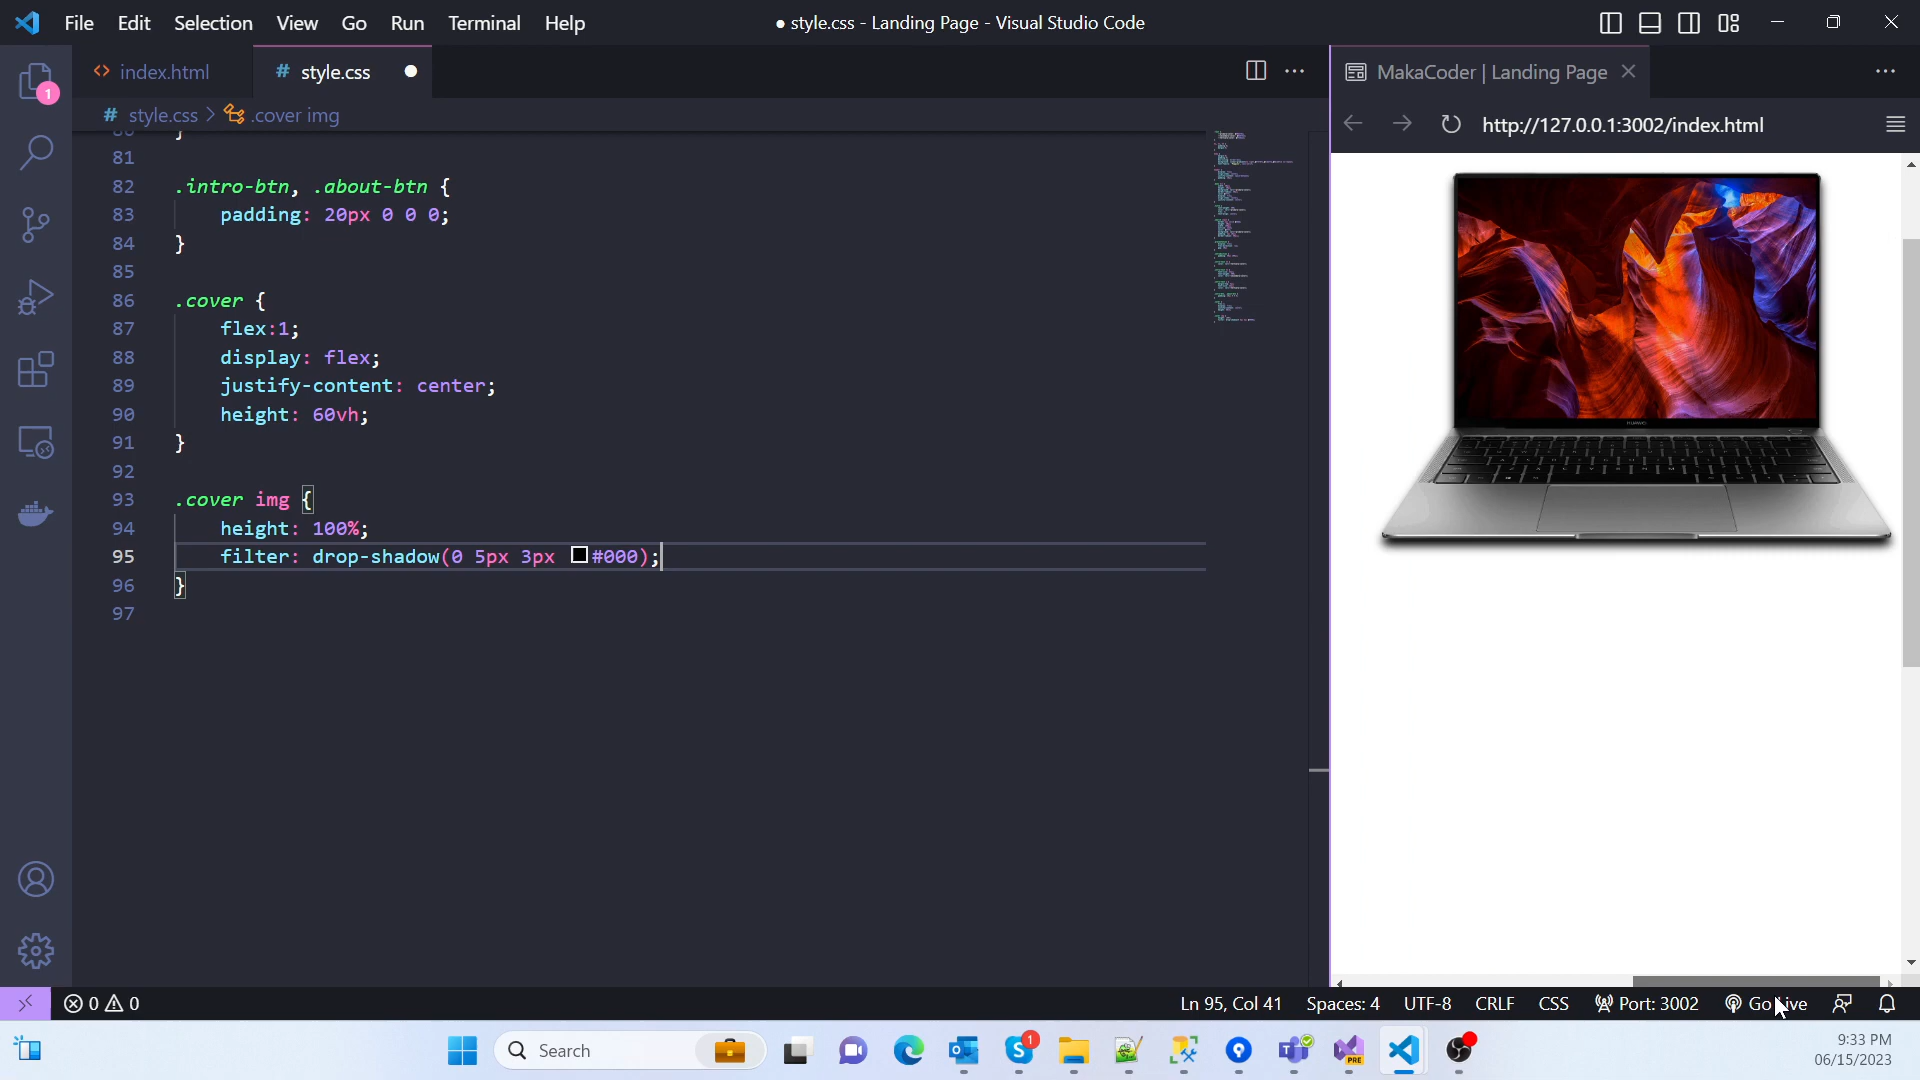 File Edit Selection View Go Run Terminal Help
● style.css - Landing Page - Visual Studio Code
<> index.html
# style.css ●
MakaCoder | Landing Page
# style.css > .cover img
http://127.0.0.1:3002/index.html
80 }
81
82 .intro-btn, .about-btn {
83 padding: 20px 0 0 0;
84 }
85
86 .cover {
87 flex:1;
88 display: flex;
89 justify-content: center;
90 height: 60vh;
91 }
92
93 .cover img {
94 height: 100%;
95 filter: drop-shadow(0 5px 3px #000);
96 }
97
1
HUAWEI
0 0
Ln 95, Col 41 Spaces: 4 UTF-8 CRLF CSS Port: 3002 Go Live
Search
1
PRE
9:33 PM
06/15/2023